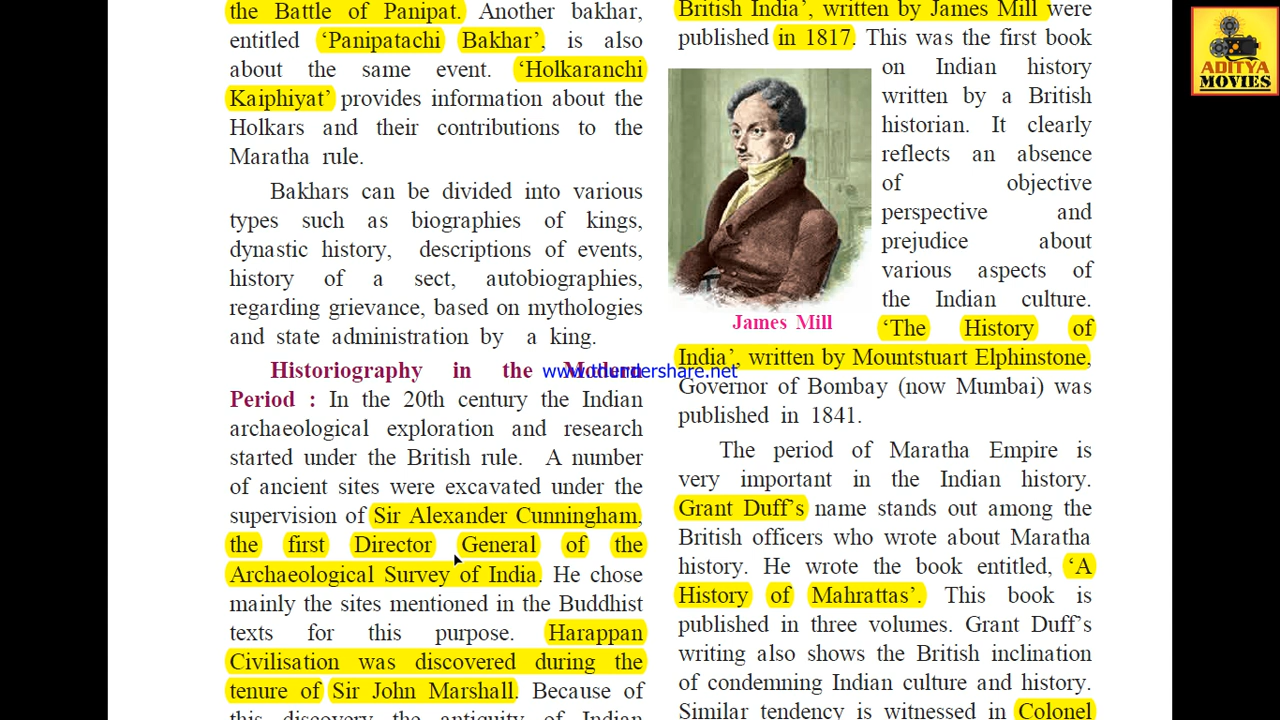 the Battle of Panipat. Another bakhar,
entitled ‘Panipatachi Bakhar’, is also
about the same event. ‘Holkaranchi
Kaiphiyat’ provides information about the
Holkars and their contributions to the
Maratha rule.
Bakhars can be divided into various
types such as biographies of kings,
dynastic history, descriptions of events,
history of a sect, autobiographies,
regarding grievance, based on mythologies
and state administration by a king.
Historiography in the Modern
Period : In the 20th century the Indian
archaeological exploration and research
started under the British rule. A number
of ancient sites were excavated under the
supervision of Sir Alexander Cunningham,
the first Director General of the
Archaeological Survey of India. He chose
mainly the sites mentioned in the Buddhist
texts for this purpose. Harappan
Civilisation was discovered during the
tenure of Sir John Marshall. Because of
this discovery the antiquity of Indian
British India’, written by James Mill were
published in 1817. This was the first book
on Indian history
written by a British
historian. It clearly
reflects an absence
of objective
perspective and
prejudice about
various aspects of
the Indian culture.
James Mill
‘The History of
India’, written by Mountstuart Elphinstone,
Governor of Bombay (now Mumbai) was
published in 1841.
The period of Maratha Empire is
very important in the Indian history.
Grant Duff’s name stands out among the
British officers who wrote about Maratha
history. He wrote the book entitled, ‘A
History of Mahrattas’. This book is
published in three volumes. Grant Duff’s
writing also shows the British inclination
of condemning Indian culture and history.
Similar tendency is witnessed in Colonel
www.thundershare.net
ADITYA
MOVIES